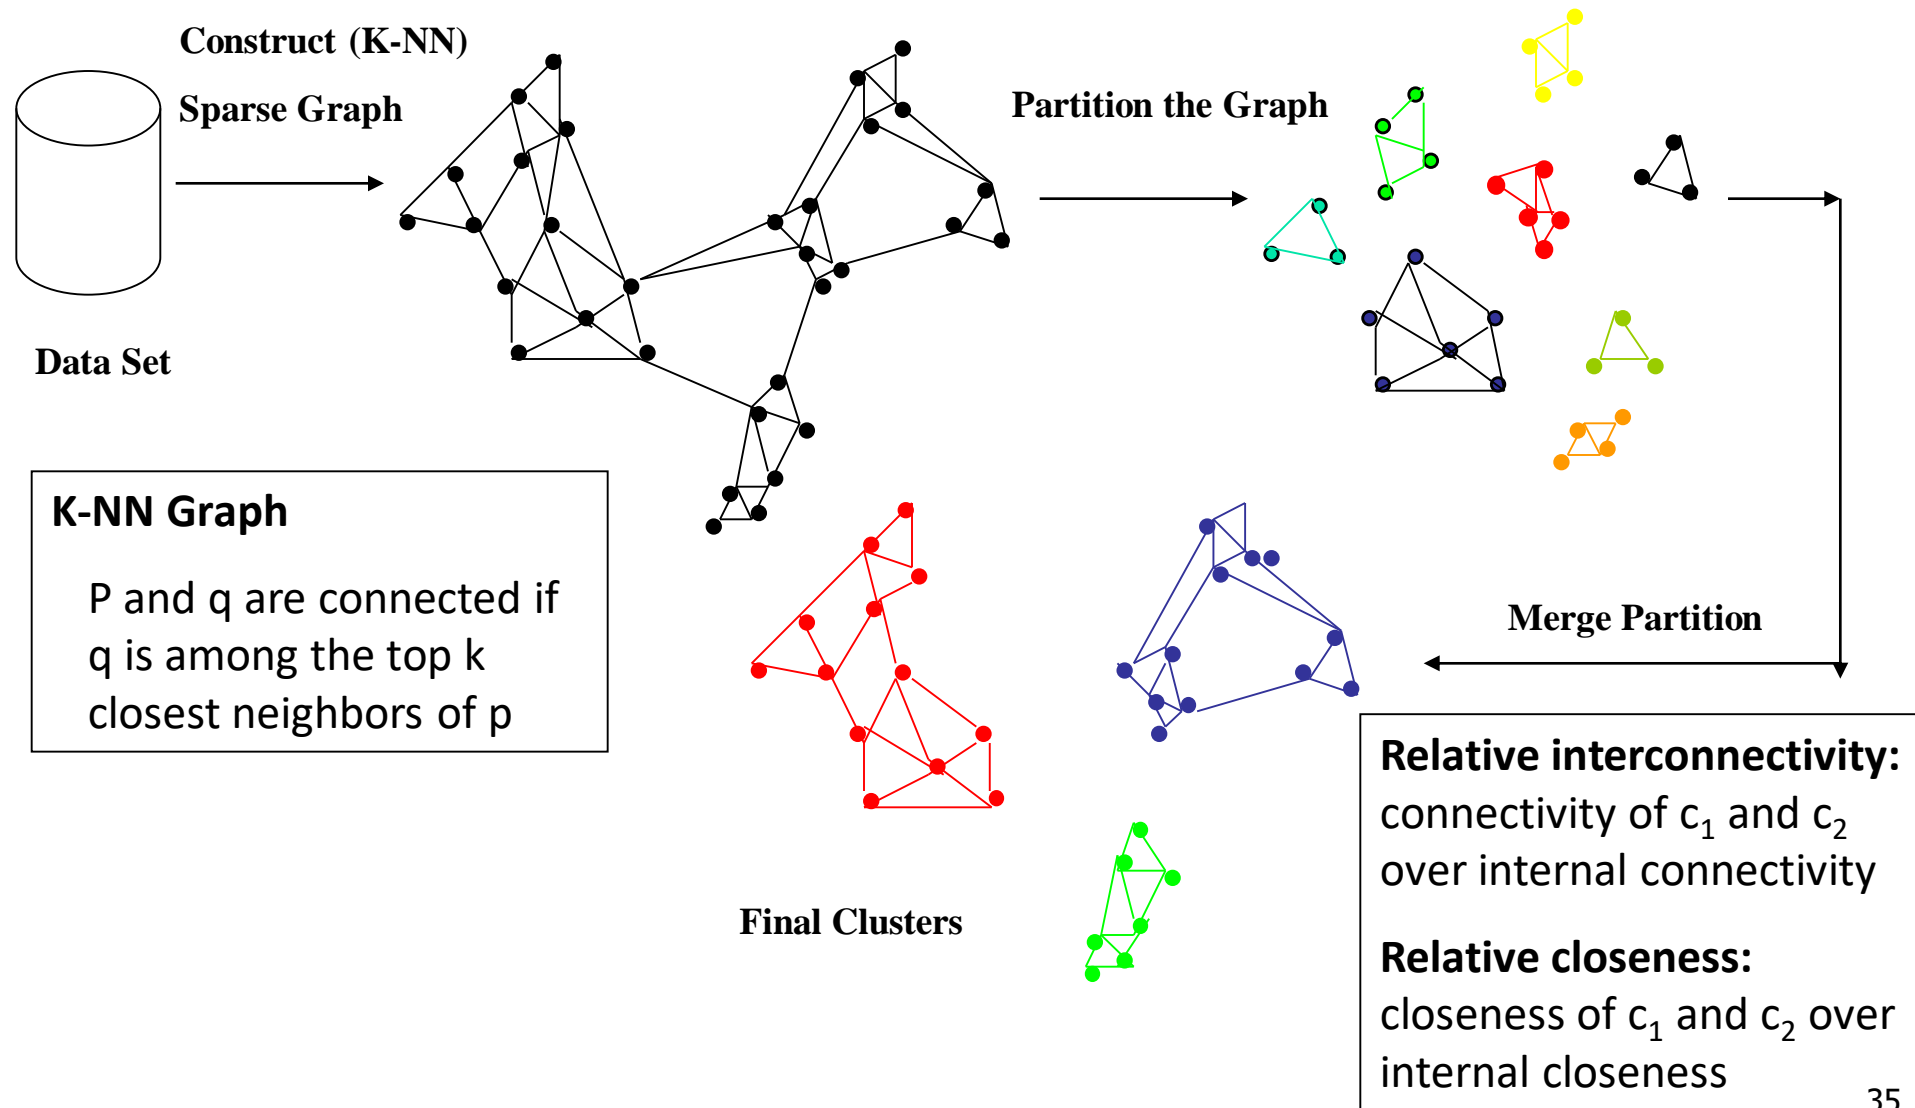 Construct (K-NN)
Sparse Graph
Partition the Graph
Data Set
K-NN Graph
P and q are connected if
q is among the top k
closest neighbors of p
Merge Partition
Final Clusters
Relative interconnectivity:
connectivity of c₁ and c₂
over internal connectivity
Relative closeness:
closeness of c₁ and c₂ over
internal closeness
35